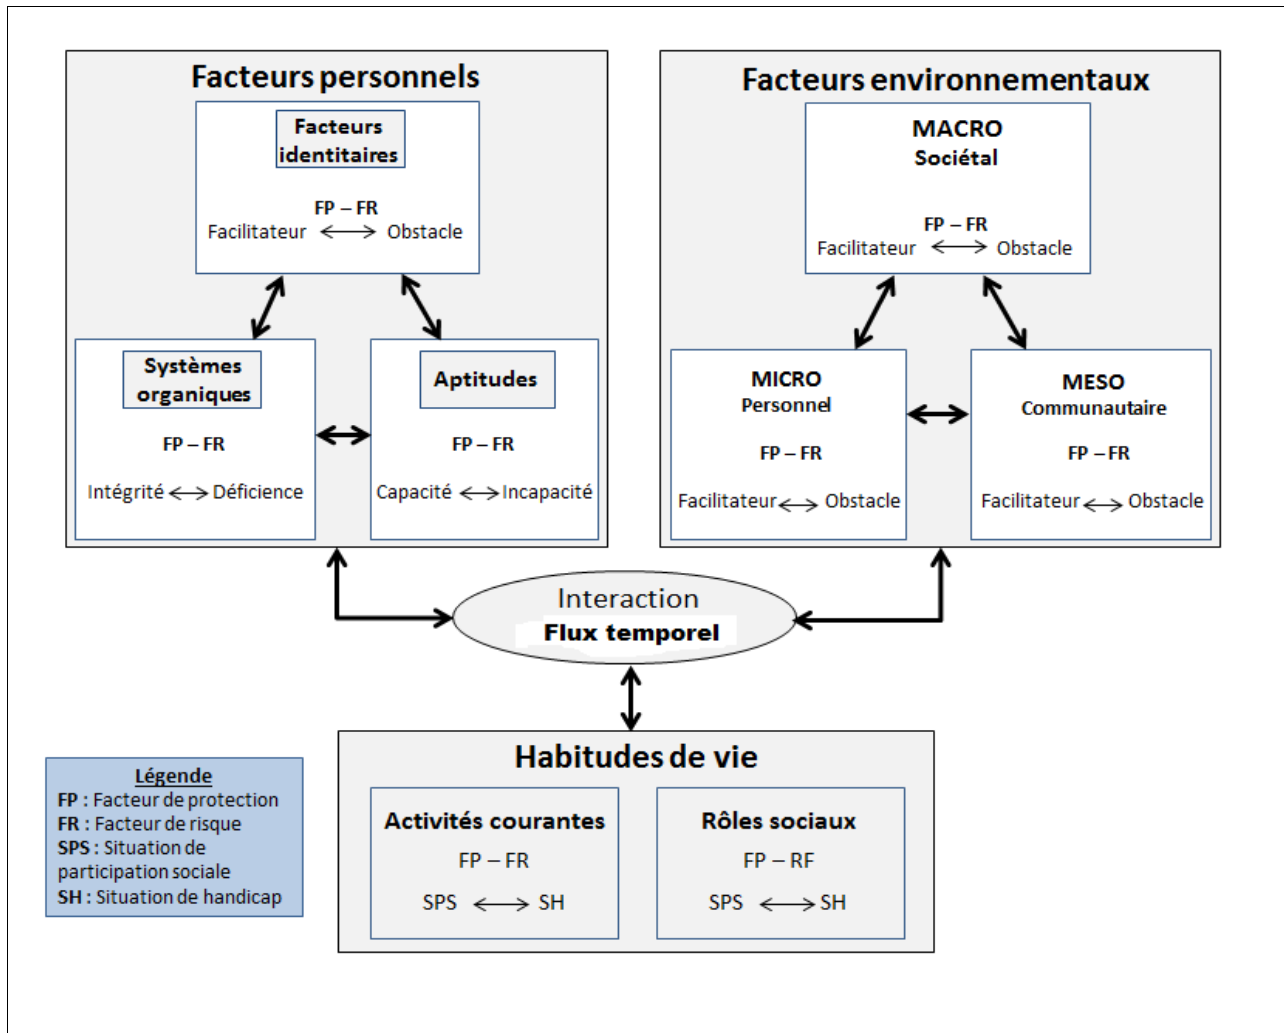 Facteurs personnels
Facteurs
identitaires
FP – FR
Facilitateur Obstacle
Systèmes
organiques
FP – FR
Intégrité Déficience
Aptitudes
FP – FR
Capacité Incapacité
Facteurs environnementaux
MACRO
Sociétal
FP – FR
Facilitateur Obstacle
MICRO
Personnel
FP – FR
Facilitateur Obstacle
MESO
Communautaire
FP – FR
Facilitateur Obstacle
Interaction
Flux temporel
Habitudes de vie
Activités courantes
FP – FR
SPS SH
Rôles sociaux
FP – RF
SPS SH
Légende
FP : Facteur de protection
FR : Facteur de risque
SPS : Situation de
participation sociale
SH : Situation de handicap